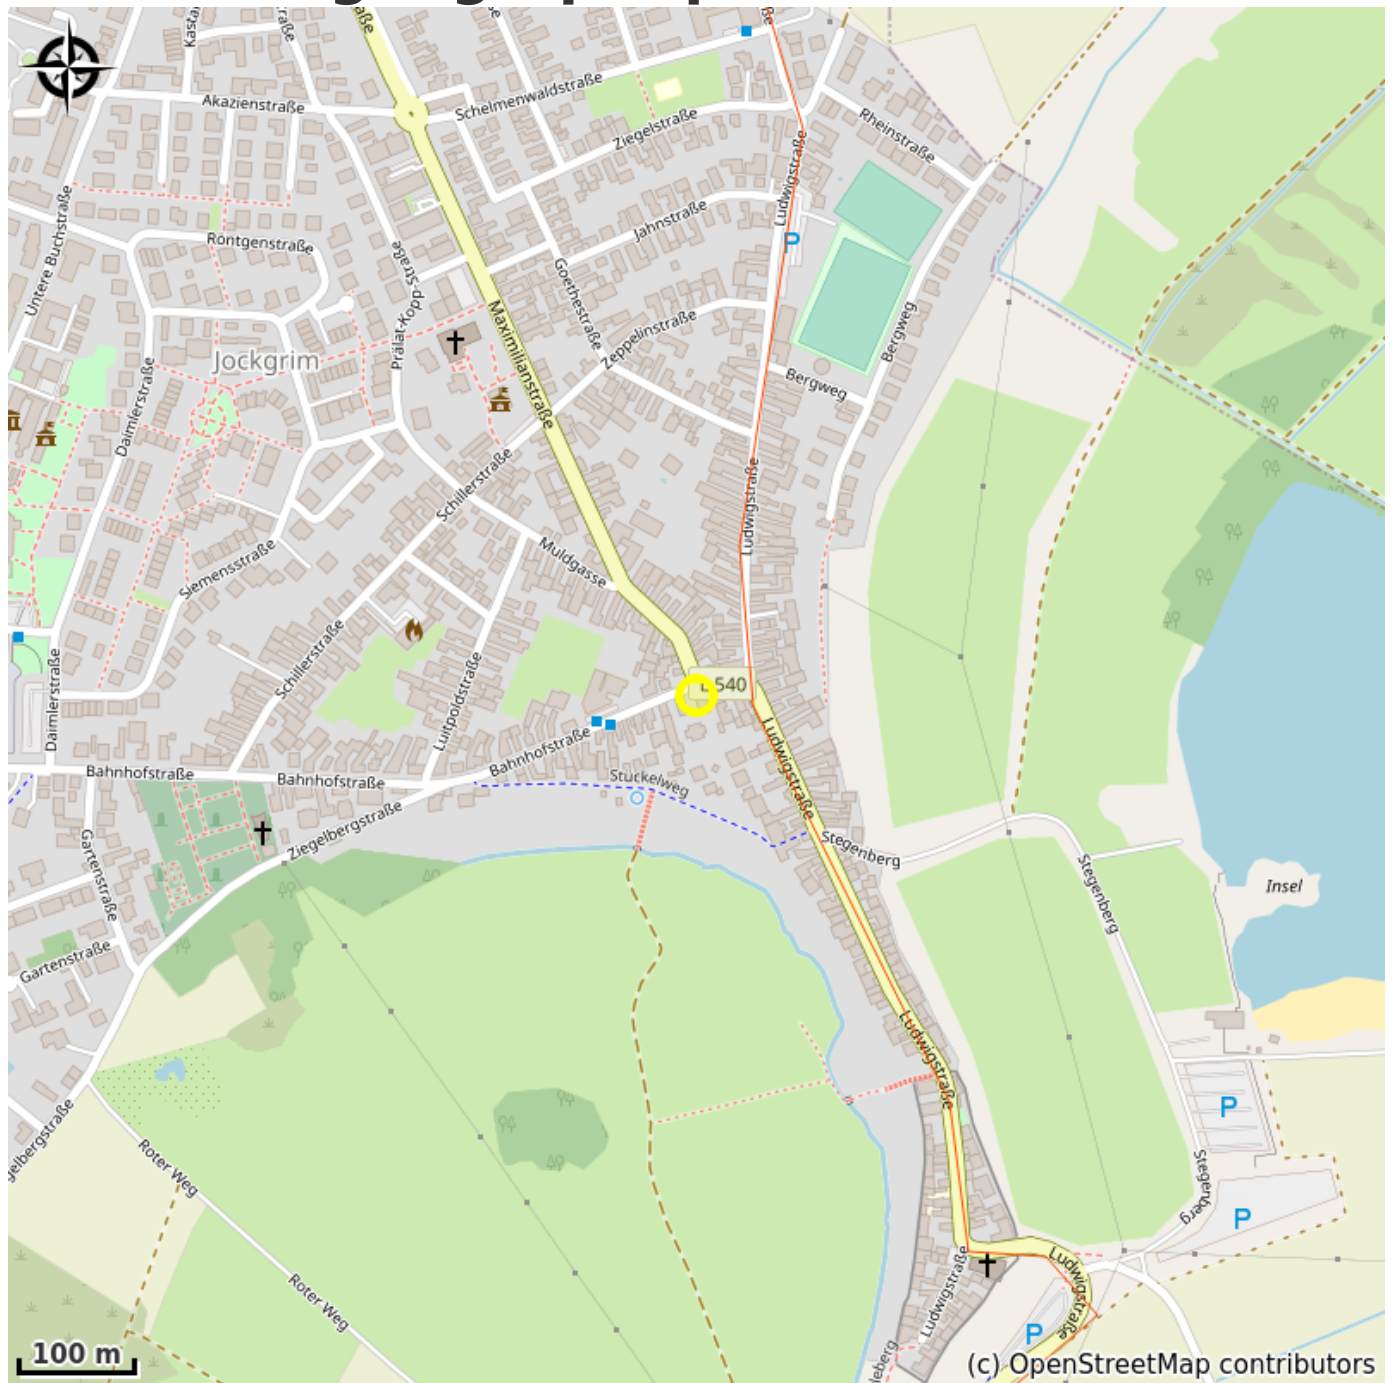 Schelmenwaldstraße
Akazienstraße
Ziegelstraße
Rheinstraße
Ludwigstraße
Untere Buchstraße
Jahnstraße
Röntgenstraße
Prälat-Kopp-Straße
Goethestraße
P
Maximilianstraße
Zeppelinstraße
Bergweg
Jockgrim
Bergweg
Daimlerstraße
Schillerstraße
Ludwigstraße
Muldgasse
Siemensstraße
Schillerstraße
Luitpoldstraße
Daimlerstraße
540
Ludwigstraße
Bahnhofstraße
Bahnhofstraße
Bahnhofstraße
Stückelweg
Ziegelbergstraße
Stegenberg
Gartenstraße
Stegenberg
Insel
Gartenstraße
Ludwigstraße
P
gelbergstraße
Roter Weg
Stegenberg
P
Ludwigstraße
Ludwigstraße
Roter Weg
P
100 m
(c) OpenStreetMap contributors